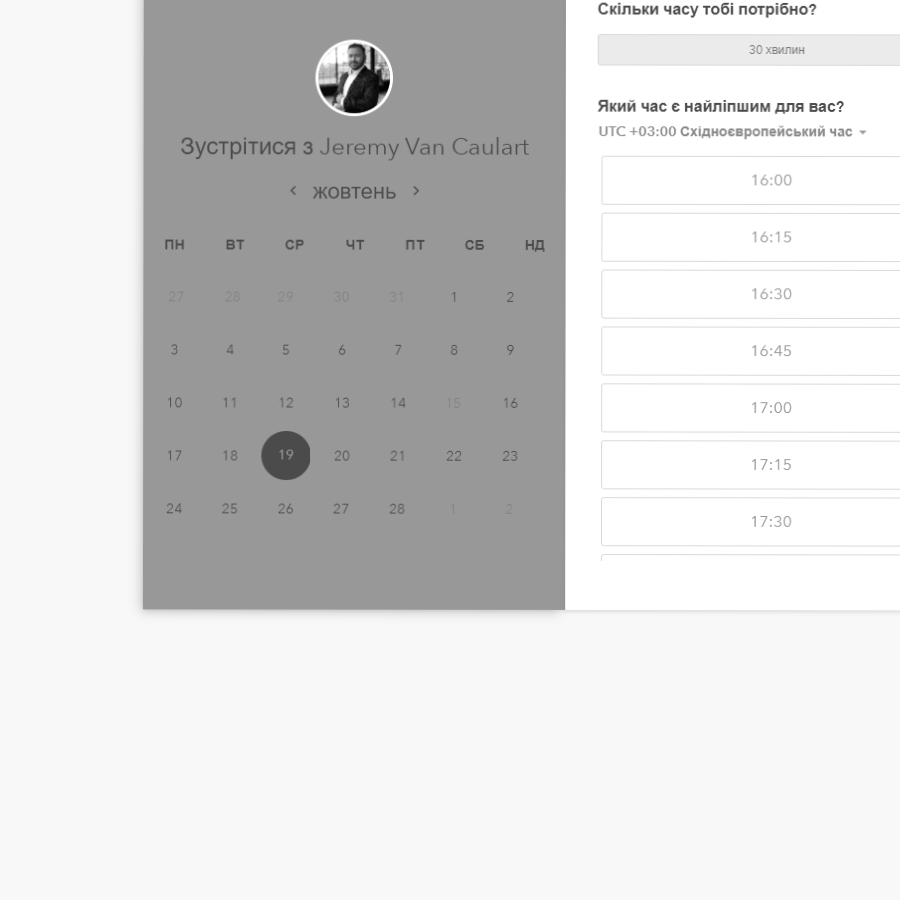 Зустрітися з Jeremy Van Caulart
жовтень
ПН ВТ СР ЧТ ПТ СБ НД
27 28 29 30 31 1 2
3 4 5 6 7 8 9
10 11 12 13 14 15 16
17 18 19 20 21 22 23
24 25 26 27 28 1 2
Скільки часу тобі потрібно?
30 хвилин
Який час є найліпшим для вас?
UTC +03:00 Східноєвропейський час
16:00
16:15
16:30
16:45
17:00
17:15
17:30